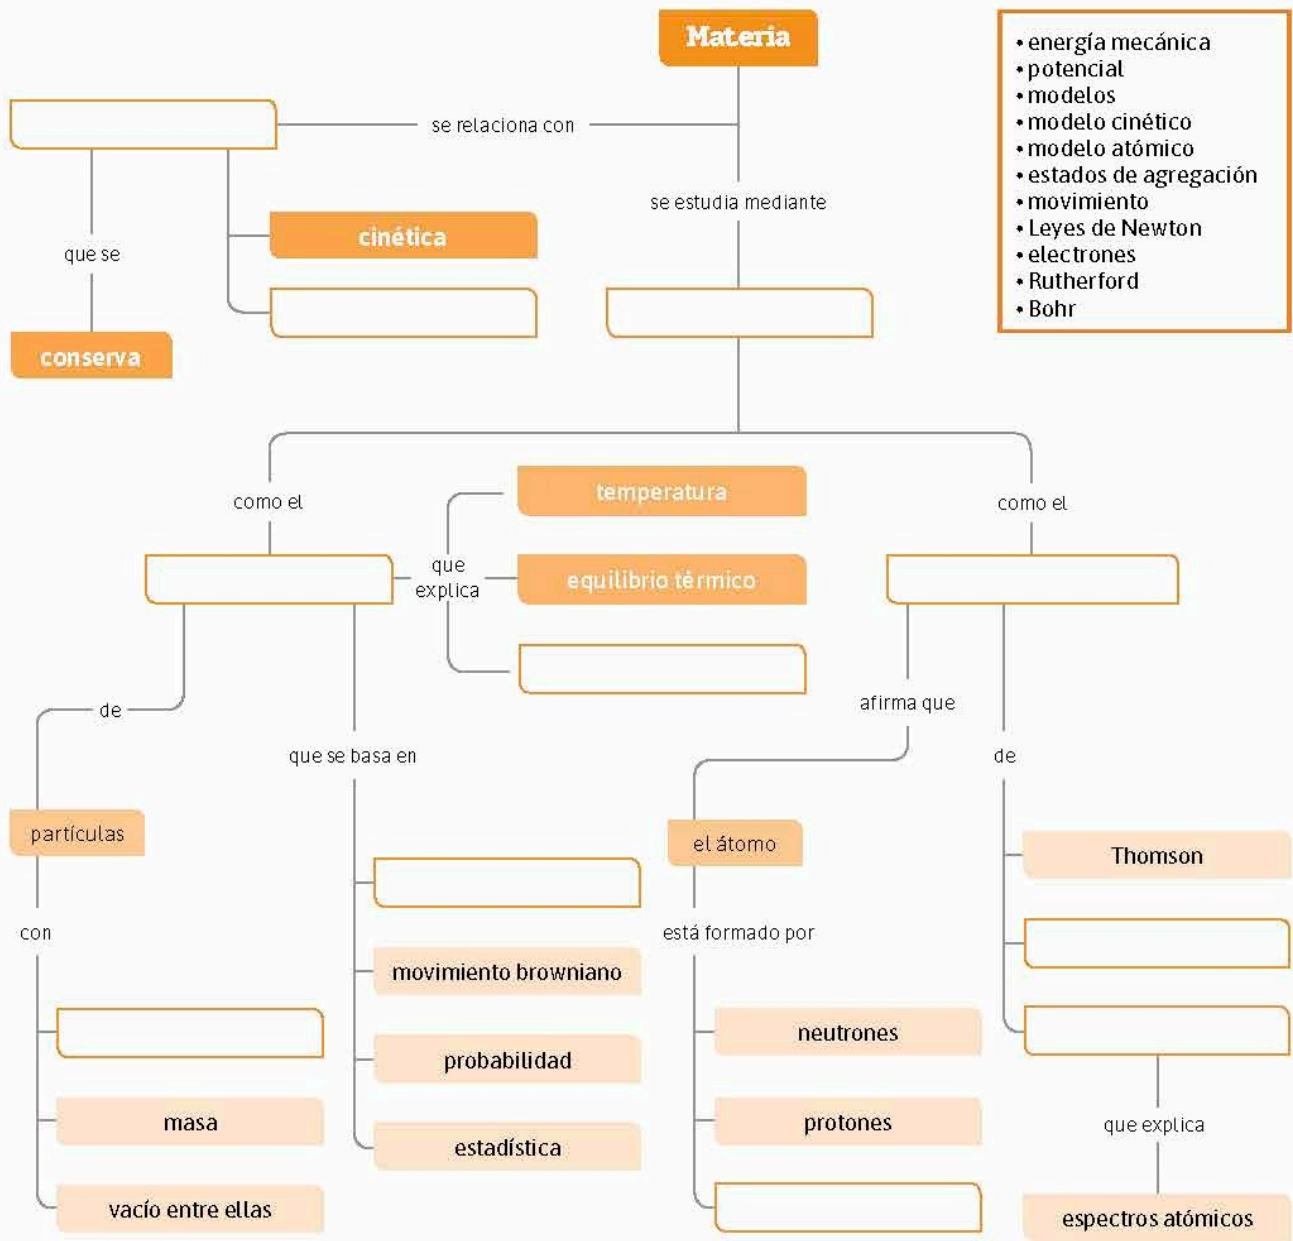 Materia
• energía mecánica
• potencial
• modelos
• modelo cinético
• modelo atómico
• estados de agregación
• movimiento
• Leyes de Newton
• electrones
• Rutherford
• Bohr
se relaciona con
se estudia mediante
cinética
que se
conserva
como el
temperatura
como el
que
explica
equilibrio térmico
de
afirma que
que se basa en
de
partículas
el átomo
Thomson
con
está formado por
movimiento browniano
neutrones
probabilidad
masa
protones
que explica
estadística
vacío entre ellas
espectros atómicos